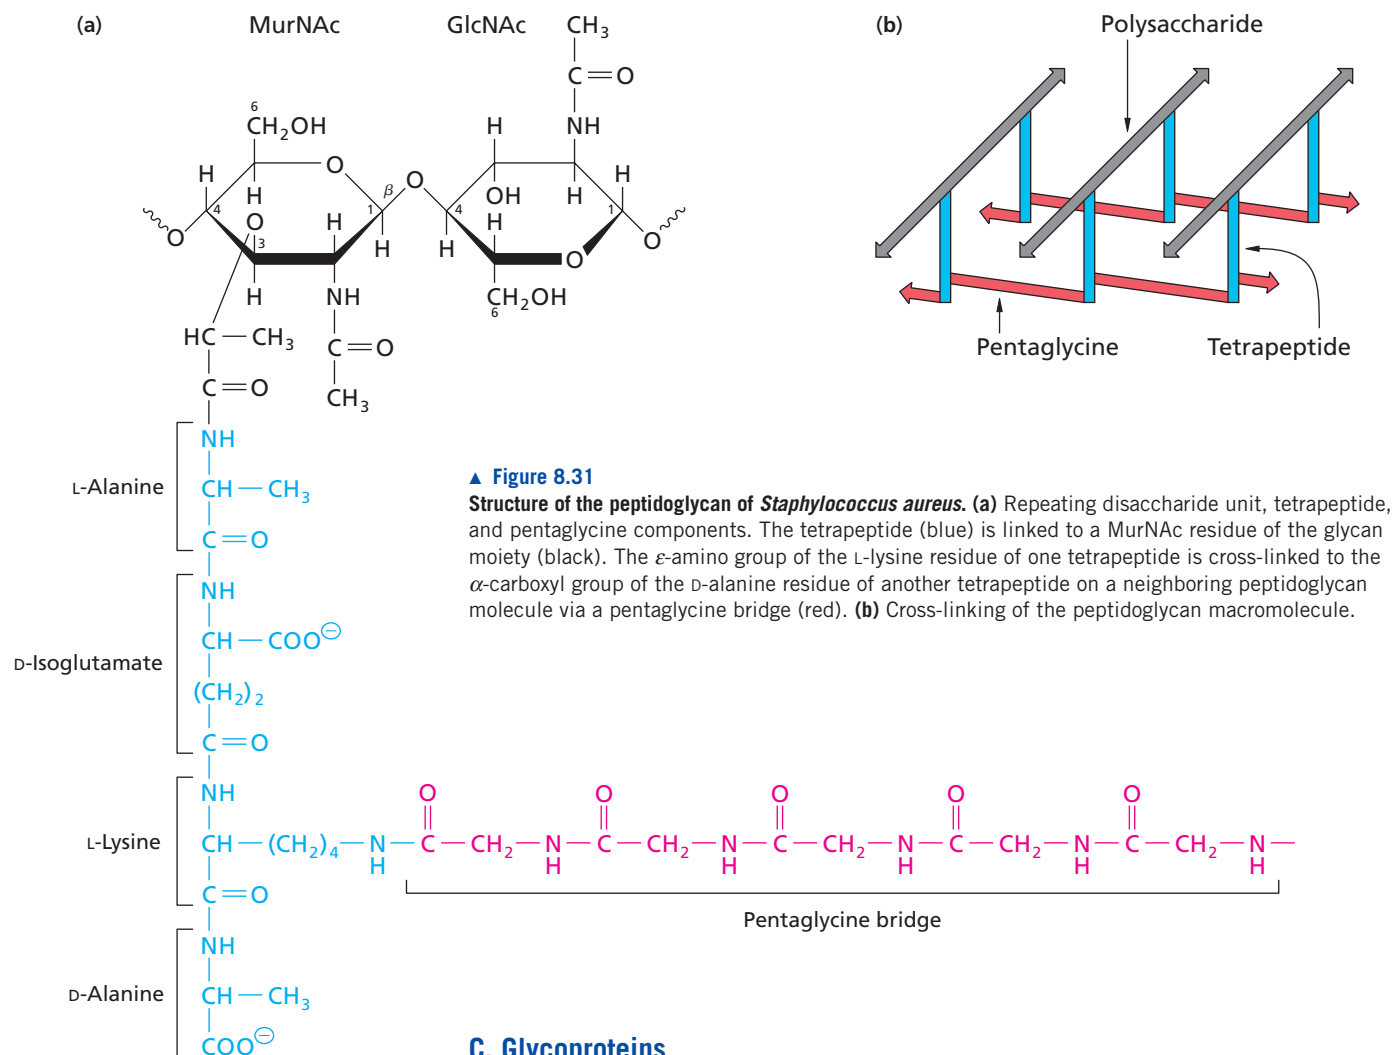 (a) MurNAc GlcNAc CH₃
C=O
6
CH₂OH H NH
H O H
H H β O OH H
4 O 1 4 H 1
O 3 H H H O
H NH CH₂OH O
6
HC—CH₃ C=O
C=O CH₃
NH
L-Alanine CH—CH₃
C=O
NH
D-Isoglutamate CH—COO⊖
(CH₂)₂
C=O
NH O O O O O
L-Lysine CH—(CH₂)₄—N—C—CH₂—N—C—CH₂—N—C—CH₂—N—C—CH₂—N—C—CH₂—N—
H H H H H H
C=O
Pentaglycine bridge
NH
D-Alanine CH—CH₃
COO⊖
(b) Polysaccharide
Pentaglycine Tetrapeptide
▲ Figure 8.31
Structure of the peptidoglycan of Staphylococcus aureus. (a) Repeating disaccharide unit, tetrapeptide,
and pentaglycine components. The tetrapeptide (blue) is linked to a MurNAc residue of the glycan
moiety (black). The ε-amino group of the L-lysine residue of one tetrapeptide is cross-linked to the
α-carboxyl group of the D-alanine residue of another tetrapeptide on a neighboring peptidoglycan
molecule via a pentaglycine bridge (red). (b) Cross-linking of the peptidoglycan macromolecule.
C. Glycoproteins